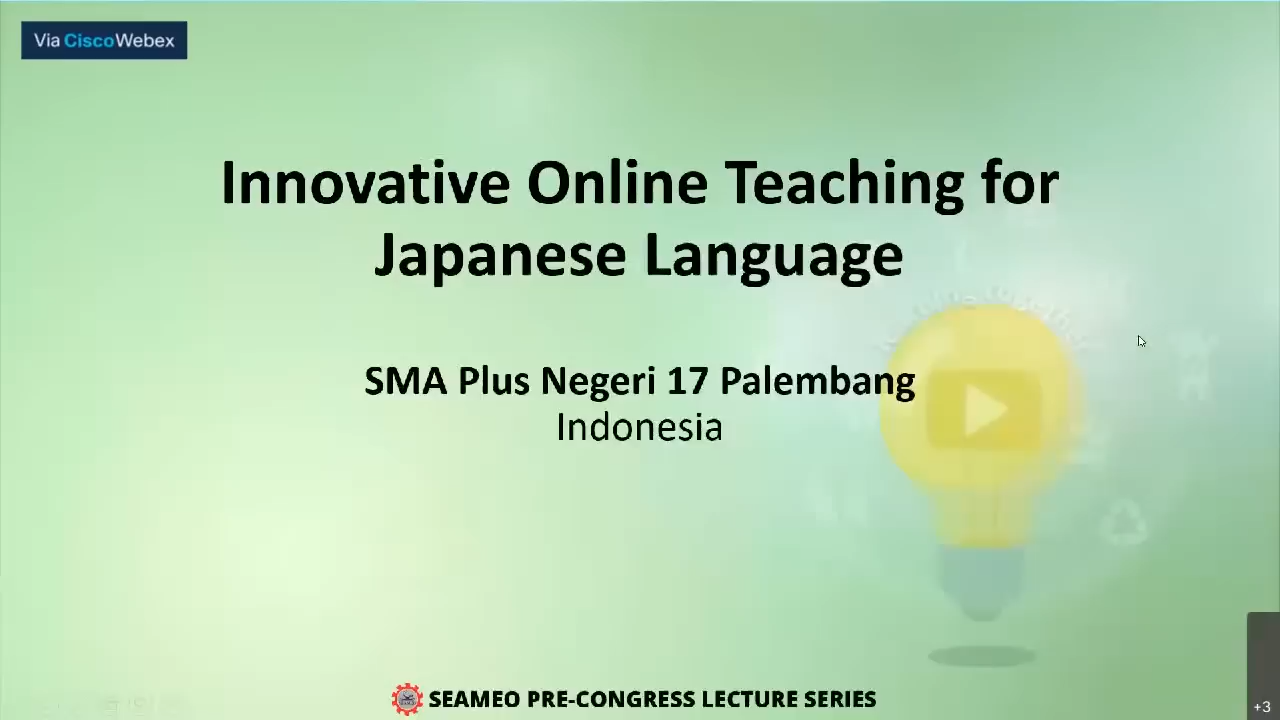 Via CiscoWebex
Innovative Online Teaching for
Japanese Language
SMA Plus Negeri 17 Palembang
Indonesia
SEAMEO PRE-CONGRESS LECTURE SERIES
+3